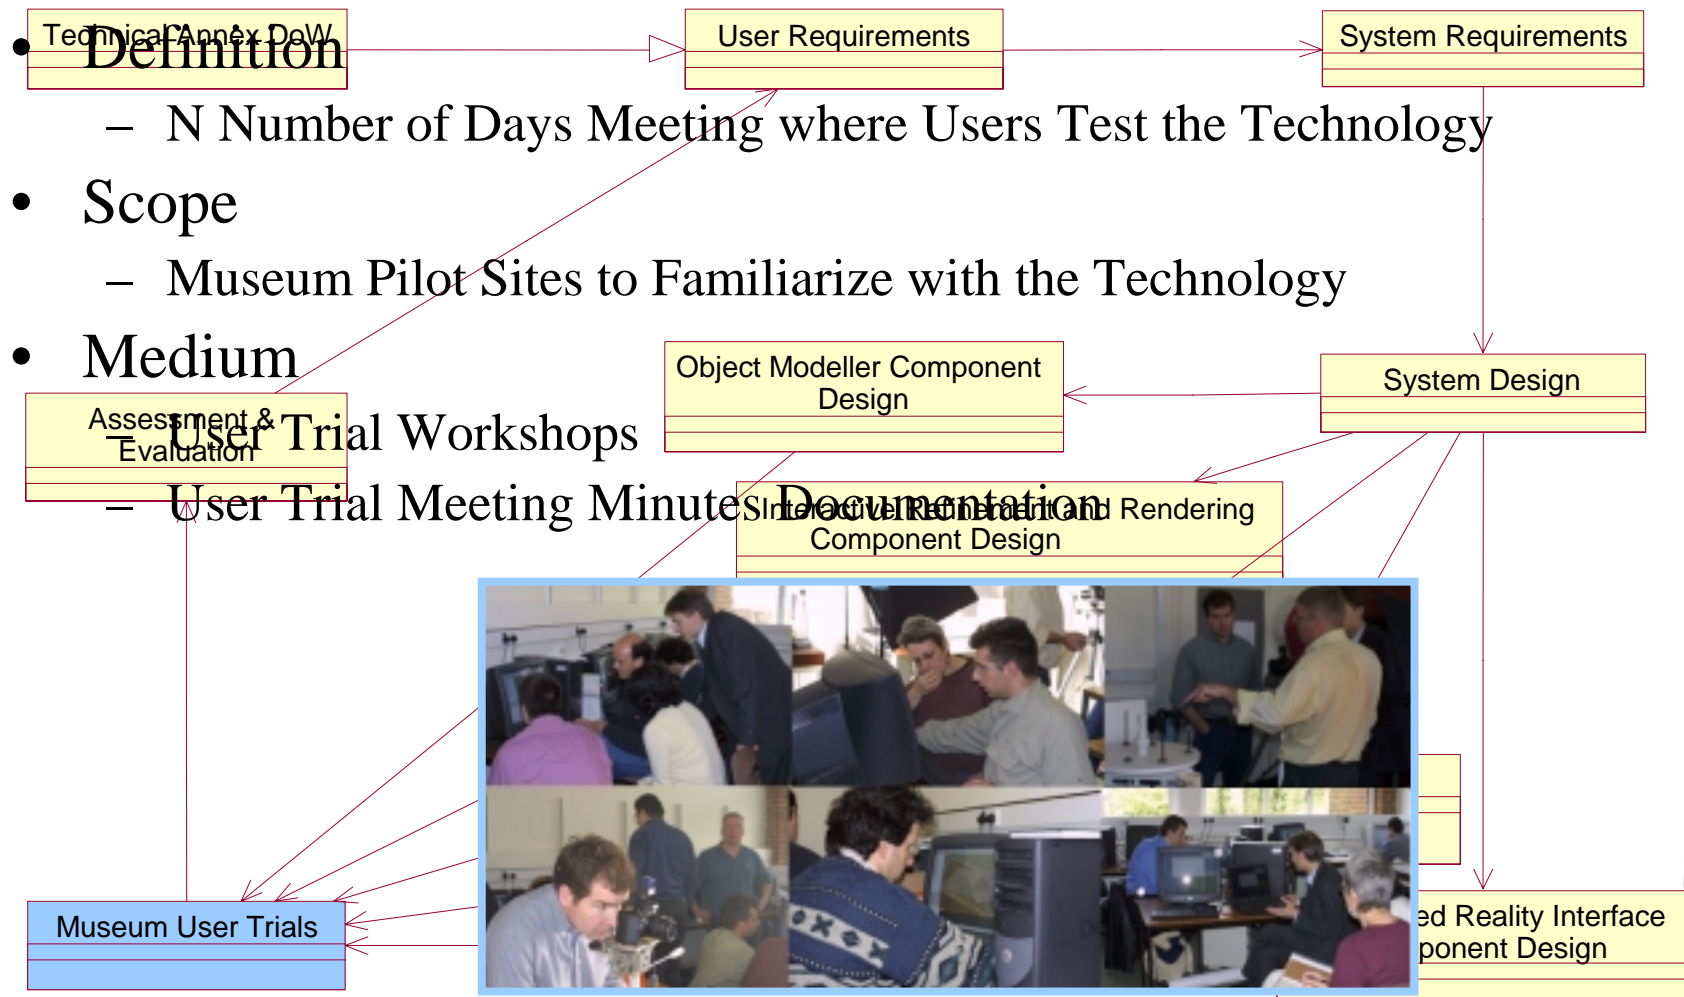 Technical Annex DoW
User Requirements
System Requirements
• Definition
– N Number of Days Meeting where Users Test the Technology
• Scope
– Museum Pilot Sites to Familiarize with the Technology
• Medium
Object Modeller Component
Design
System Design
Assessment &
Evaluation
– User Trial Workshops
– User Trial Meeting Minutes Documentation
Interactive Refinement and Rendering
Component Design
Museum User Trials
ed Reality Interface
ponent Design